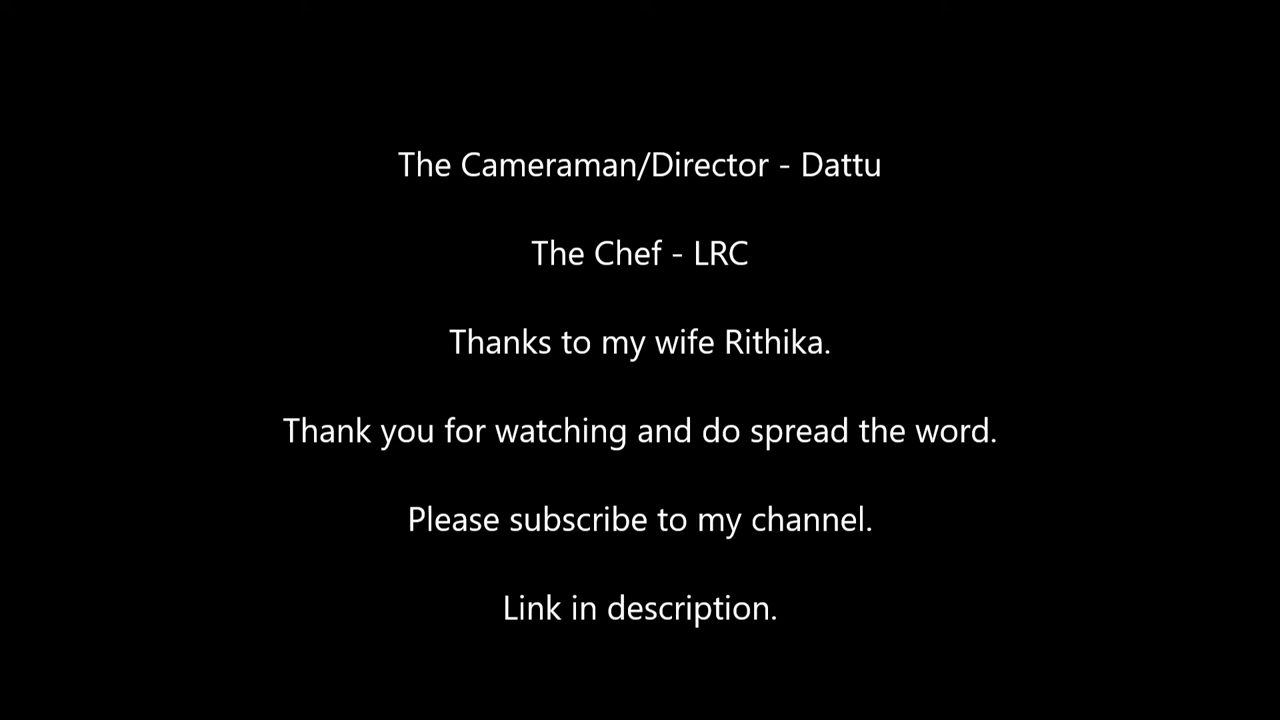 The Cameraman/Director - Dattu
The Chef - LRC
Thanks to my wife Rithika.
Thank you for watching and do spread the word.
Please subscribe to my channel.
Link in description.